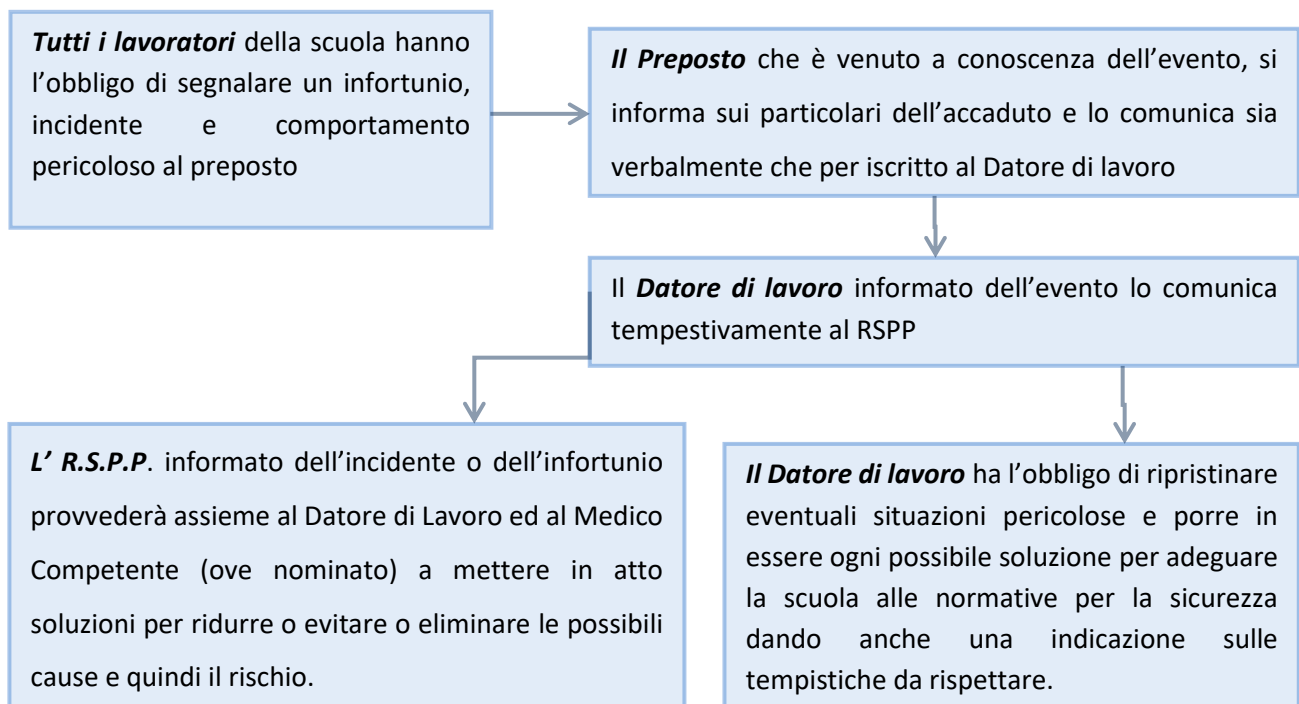 Tutti i lavoratori della scuola hanno
l’obbligo di segnalare un infortunio,
incidente e comportamento
pericoloso al preposto
Il Preposto che è venuto a conoscenza dell’evento, si
informa sui particolari dell’accaduto e lo comunica sia
verbalmente che per iscritto al Datore di lavoro
Il Datore di lavoro informato dell’evento lo comunica
tempestivamente al RSPP
L’ R.S.P.P. informato dell’incidente o dell’infortunio
provvederà assieme al Datore di Lavoro ed al Medico
Competente (ove nominato) a mettere in atto
soluzioni per ridurre o evitare o eliminare le possibili
cause e quindi il rischio.
Il Datore di lavoro ha l’obbligo di ripristinare
eventuali situazioni pericolose e porre in
essere ogni possibile soluzione per adeguare
la scuola alle normative per la sicurezza
dando anche una indicazione sulle
tempistiche da rispettare.